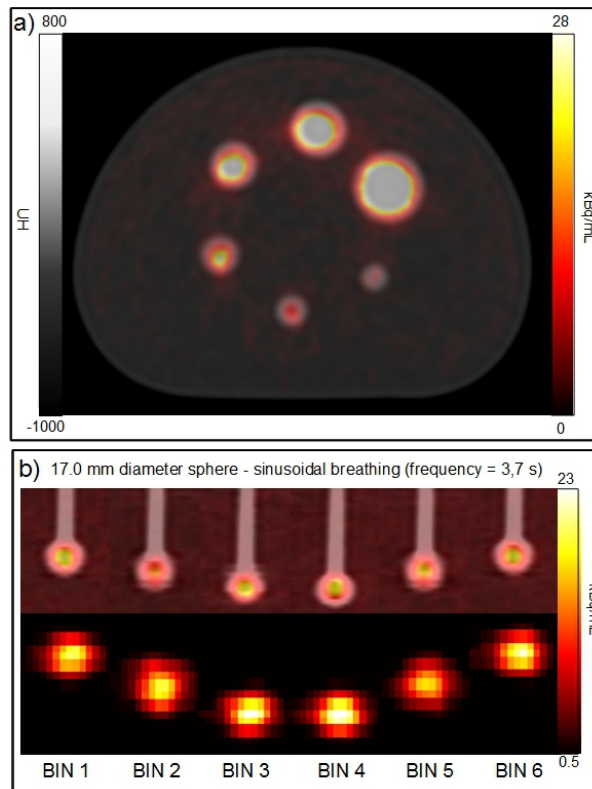 a)
800
28
UH
kBq/mL
-1000
0
b) 17.0 mm diameter sphere - sinusoidal breathing (frequency = 3,7 s)
23
0.5
BIN 1 BIN 2 BIN 3 BIN 4 BIN 5 BIN 6